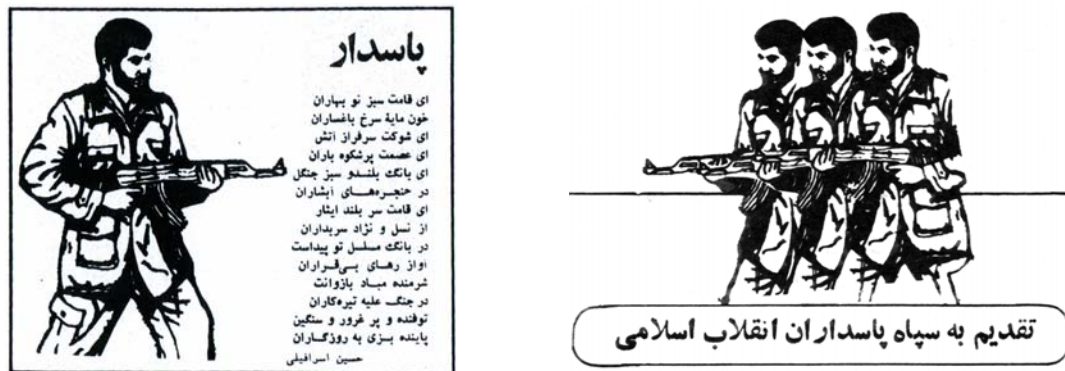 پاسدار
ای قامت سبز نو بهاران
خون مایهٔ سرخ باغساران
ای شوکت سرفراز آتش
ای عصمت پرشکوه باران
ای بانگ بلندو سبز جنگل
در حنجره‌های آبشاران
ای قامت سر بلند ایثار
از نسل و نژاد سربداران
در بانگ مسلسل تو پیداست
آواز رهای بی‌قراران
شرمنده مباد بازوانت
در جنگ علیه تیره‌کاران
توفنده و پر غرور و سنگین
پاینده بزی به روزگاران
حسین اسرافیلی
تقدیم به سپاه پاسداران انقلاب اسلامی